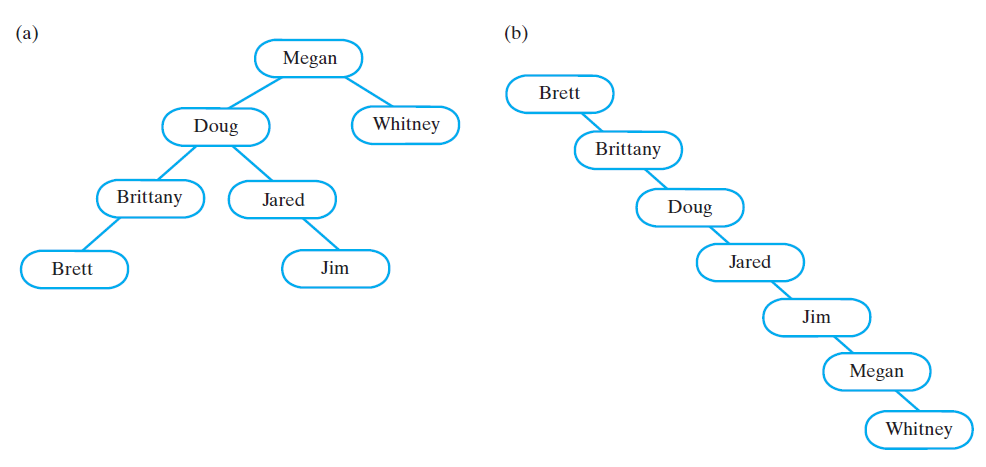 (a)
Megan
Doug
Whitney
Brittany
Jared
Brett
Jim
(b)
Brett
Brittany
Doug
Jared
Jim
Megan
Whitney